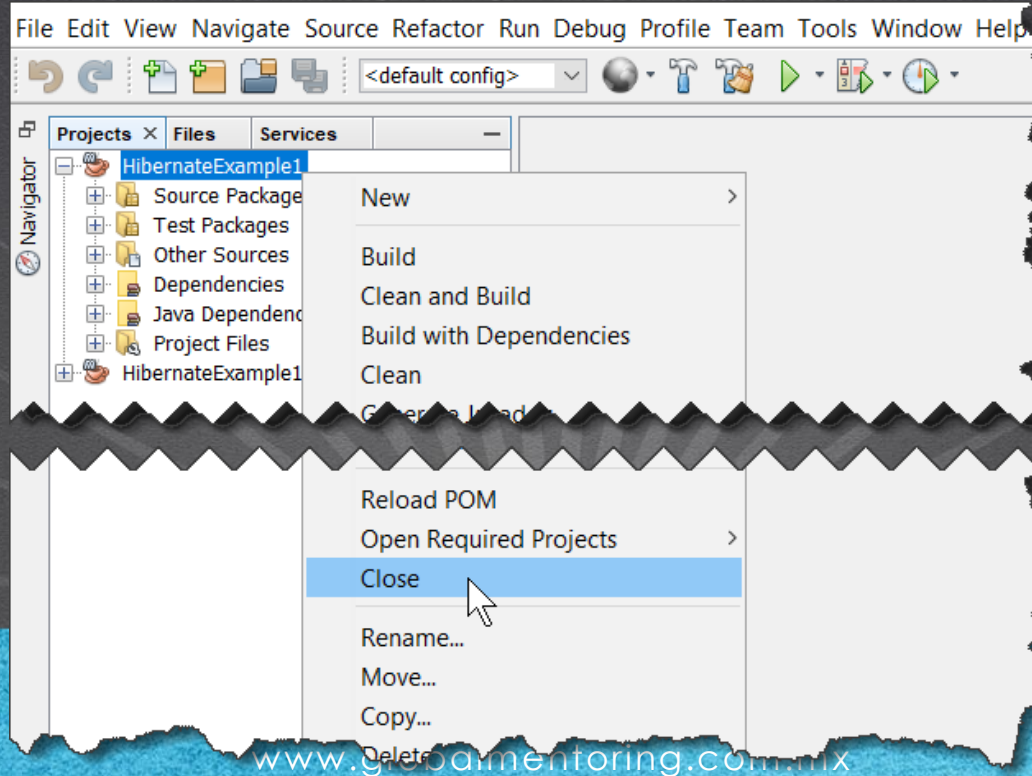 File Edit View Navigate Source Refactor Run Debug Profile Team Tools Window Help
<default config>
Projects Files Services
Navigator
HibernateExample1
Source Package
Test Packages
Other Sources
Dependencies
Java Dependenc
Project Files
HibernateExample1
New
Build
Clean and Build
Build with Dependencies
Clean
Reload POM
Open Required Projects
Close
Rename...
Move...
Copy...
Delete
www.globalmentoring.com.mx